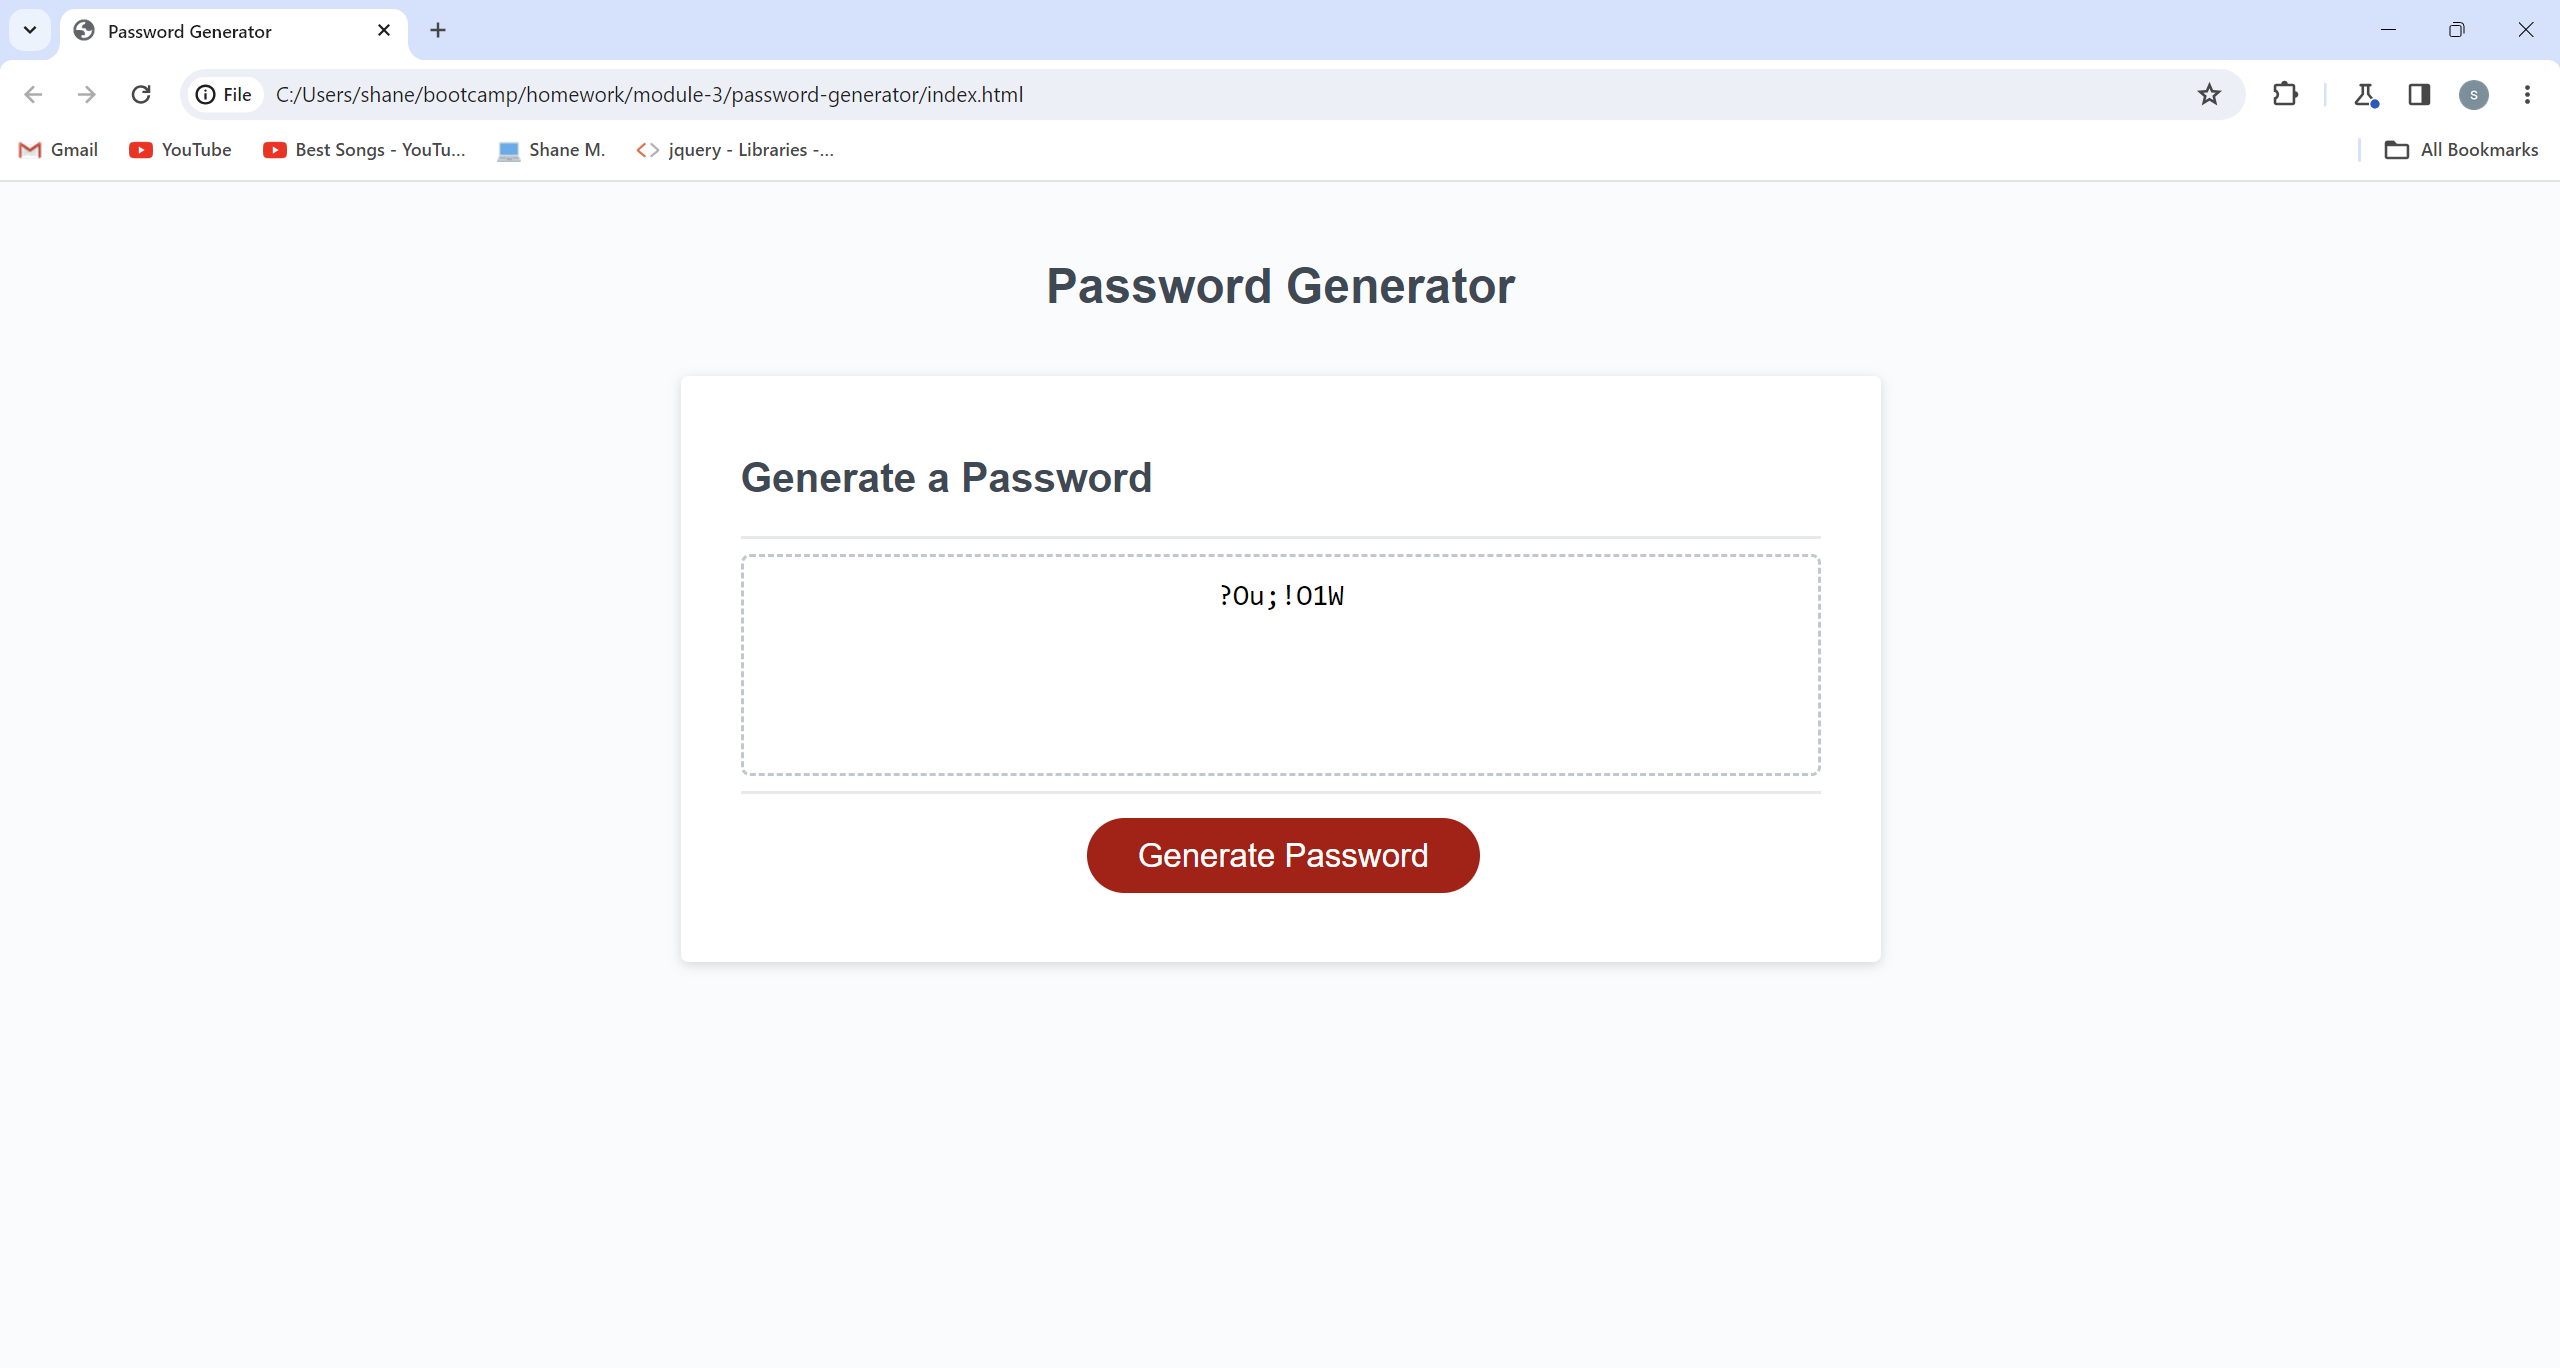 Password Generator
File C:/Users/shane/bootcamp/homework/module-3/password-generator/index.html
S
Gmail YouTube Best Songs - YouTu... Shane M. jquery - Libraries -... All Bookmarks
Password Generator
Generate a Password
?Ou;!O1W
Generate Password